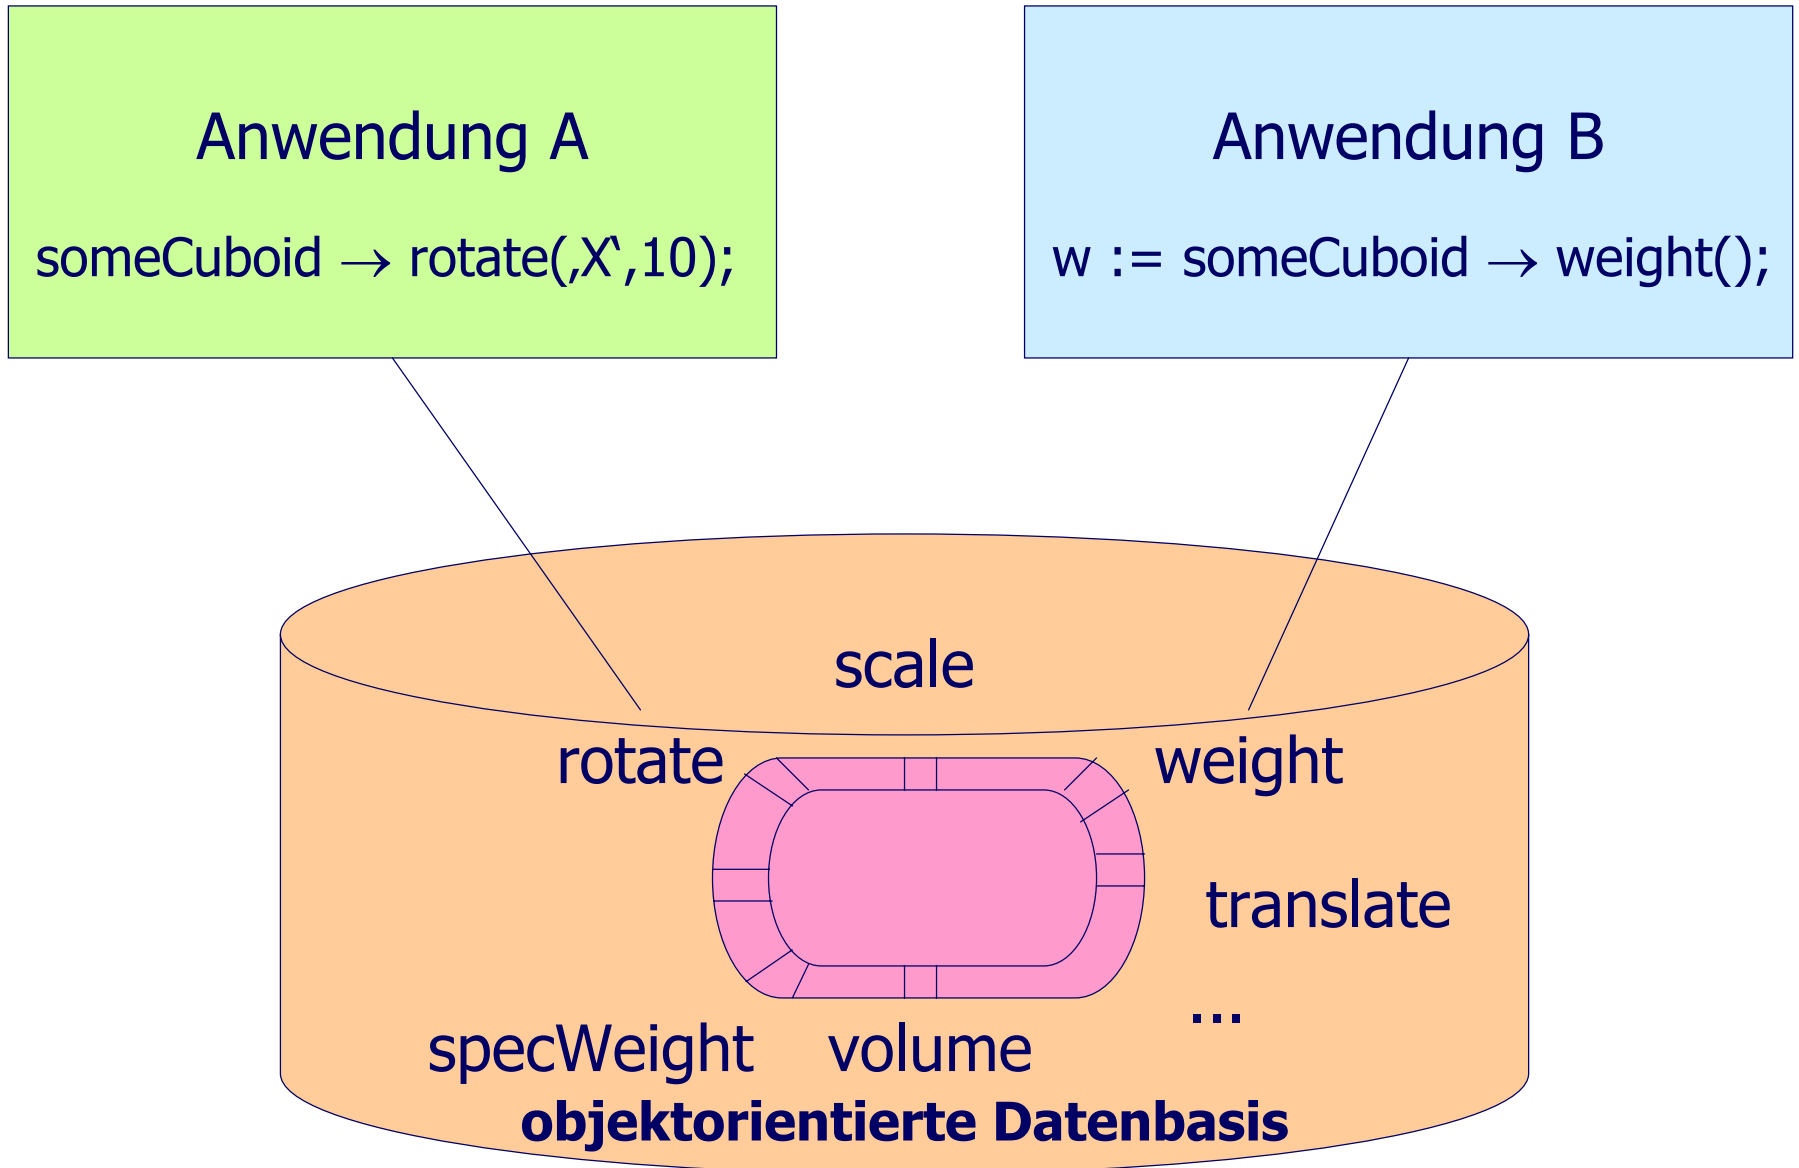 Anwendung A
someCuboid → rotate(‚X‘,10);
Anwendung B
w := someCuboid → weight();
scale
rotate
weight
translate
...
specWeight
volume
objektorientierte Datenbasis